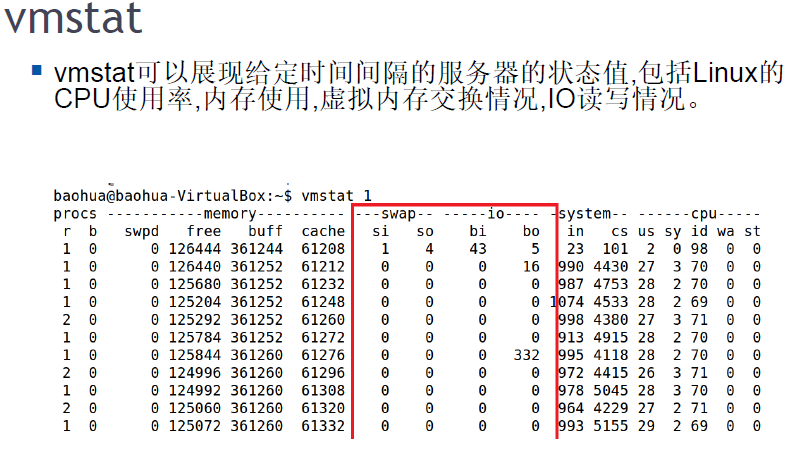 vmstat
vmstat可以展现给定时间间隔的服务器的状态值,包括Linux的
CPU使用率,内存使用,虚拟内存交换情况,IO读写情况。
baohua@baohua-VirtualBox:~$ vmstat 1
procs -----------memory---------- ---swap-- -----io---- -system-- ------cpu-----
 r  b   swpd   free   buff  cache   si   so    bi    bo   in   cs us sy id wa st
 1  0      0 126444 361244  61208    1    4    43     5   23  101  2  0 98  0  0
 1  0      0 126440 361252  61212    0    0     0    16  990 4430 27  3 70  0  0
 1  0      0 125680 361252  61232    0    0     0     0  987 4753 28  2 70  0  0
 1  0      0 125204 361252  61248    0    0     0     0 1074 4533 28  2 69  0  0
 2  0      0 125292 361252  61260    0    0     0     0  998 4380 27  3 71  0  0
 1  0      0 125784 361252  61272    0    0     0     0  913 4915 28  2 70  0  0
 1  0      0 125844 361260  61276    0    0     0   332  995 4118 28  2 70  0  0
 2  0      0 124996 361260  61296    0    0     0     0  972 4415 26  3 71  0  0
 1  0      0 124992 361260  61308    0    0     0     0  978 5045 28  3 70  0  0
 2  0      0 125060 361260  61320    0    0     0     0  964 4229 27  2 71  0  0
 1  0      0 125072 361260  61332    0    0     0     0  993 5155 29  2 69  0  0